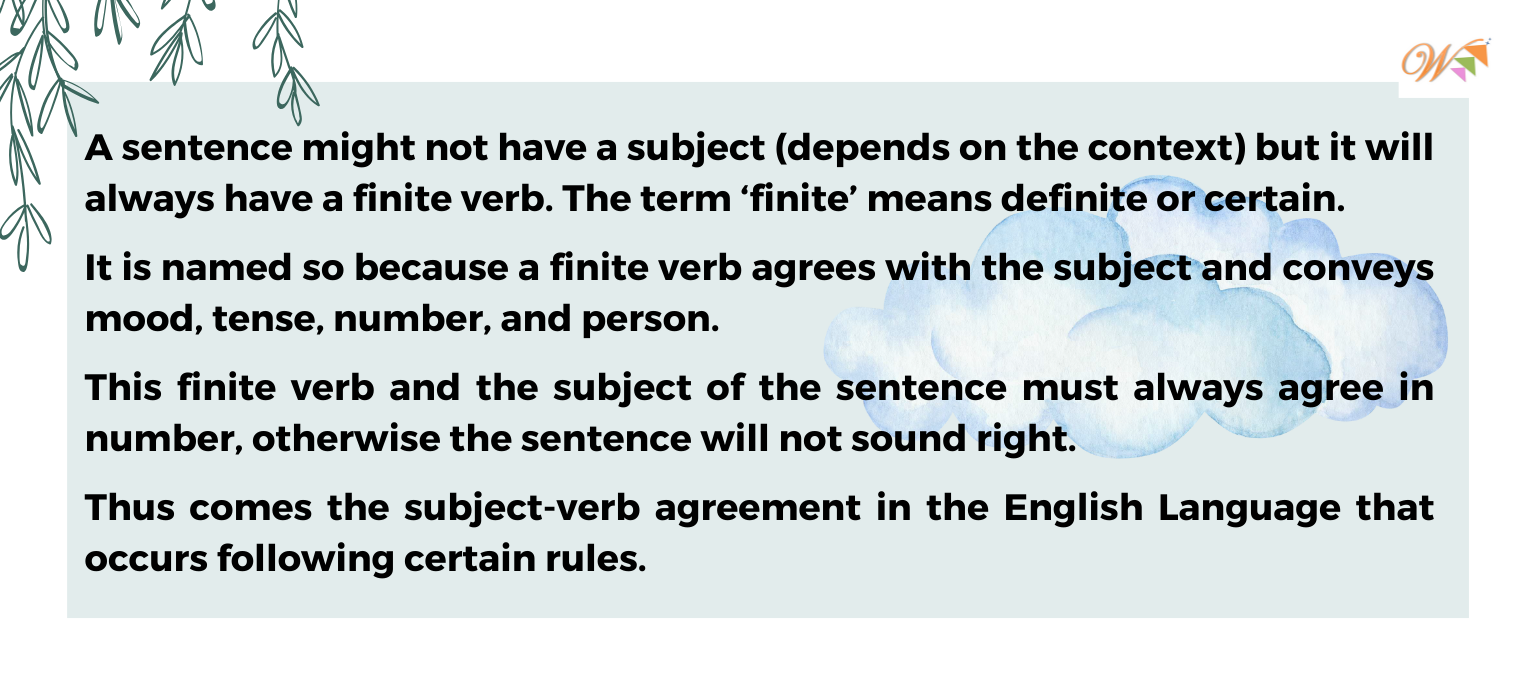 W
A sentence might not have a subject (depends on the context) but it will
always have a finite verb. The term ‘finite’ means definite or certain.
It is named so because a finite verb agrees with the subject and conveys
mood, tense, number, and person.
This finite verb and the subject of the sentence must always agree in
number, otherwise the sentence will not sound right.
Thus comes the subject-verb agreement in the English Language that
occurs following certain rules.